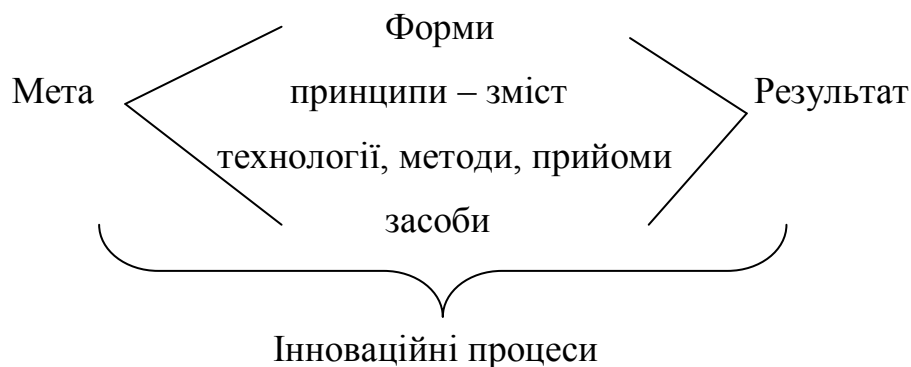 Форми
Мета принципи – зміст Результат
технології, методи, прийоми
засоби
Інноваційні процеси